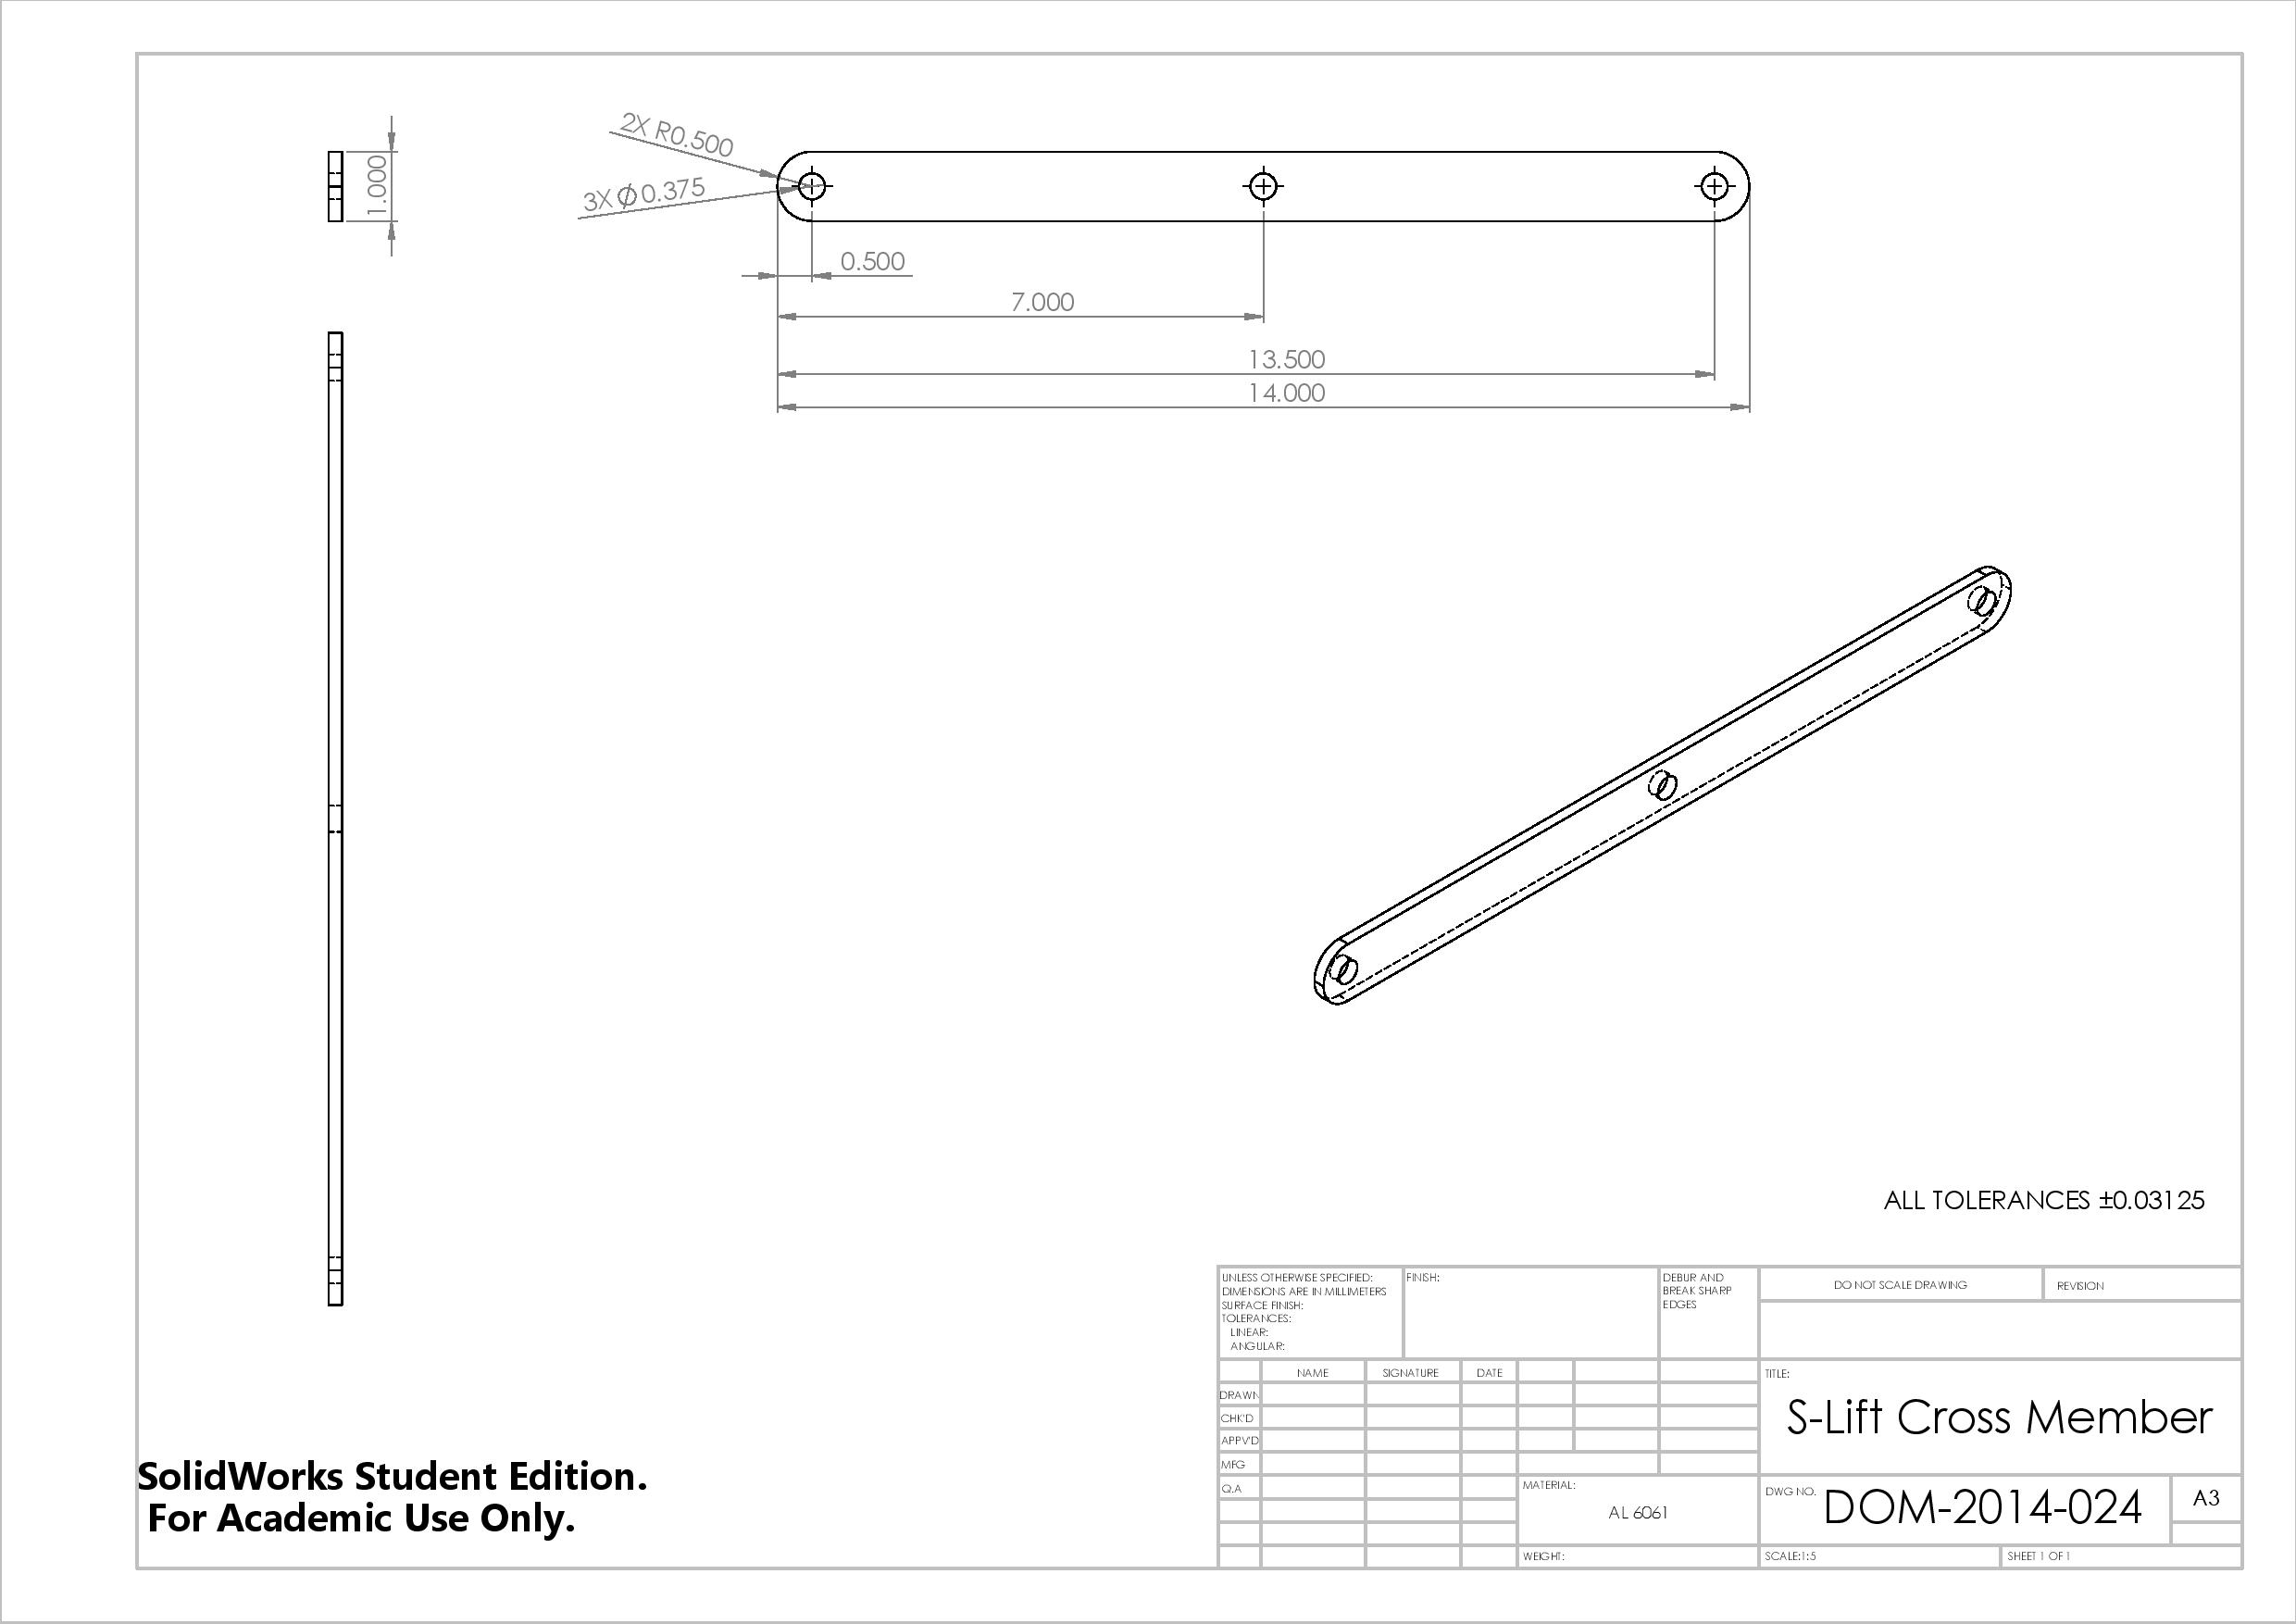 2X R0.500
3X Ø0.375
1.000
0.500
7.000
13.500
14.000
ALL TOLERANCES ±0.03125
UNLESS OTHERWISE SPECIFIED:
DIMENSIONS ARE IN MILLIMETERS
SURFACE FINISH:
TOLERANCES:
LINEAR:
ANGULAR:
FINISH:
DEBUR AND
BREAK SHARP
EDGES
DO NOT SCALE DRAWING
REVISION
NAME
SIGNATURE
DATE
DRAWN
CHK'D
APPV'D
MFG
Q.A
TITLE:
S-Lift Cross Member
MATERIAL:
AL 6061
DWG NO.
DOM-2014-024
A3
WEIGHT:
SCALE:1:5
SHEET 1 OF 1
SolidWorks Student Edition.
For Academic Use Only.